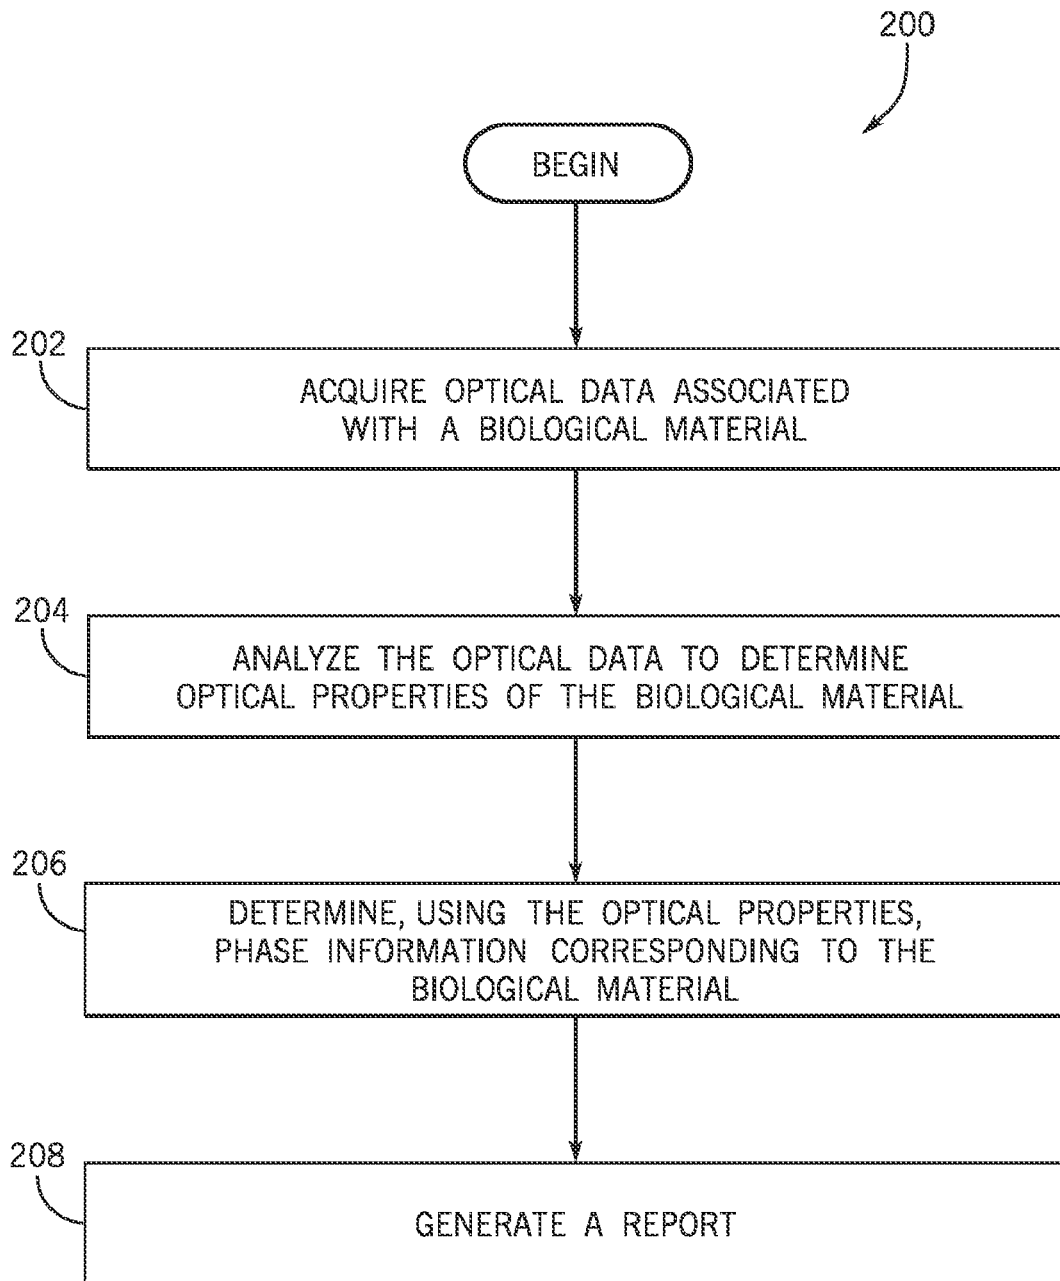 200
BEGIN
202
ACQUIRE OPTICAL DATA ASSOCIATED
WITH A BIOLOGICAL MATERIAL
204
ANALYZE THE OPTICAL DATA TO DETERMINE
OPTICAL PROPERTIES OF THE BIOLOGICAL MATERIAL
206
DETERMINE, USING THE OPTICAL PROPERTIES,
PHASE INFORMATION CORRESPONDING TO THE
BIOLOGICAL MATERIAL
208
GENERATE A REPORT